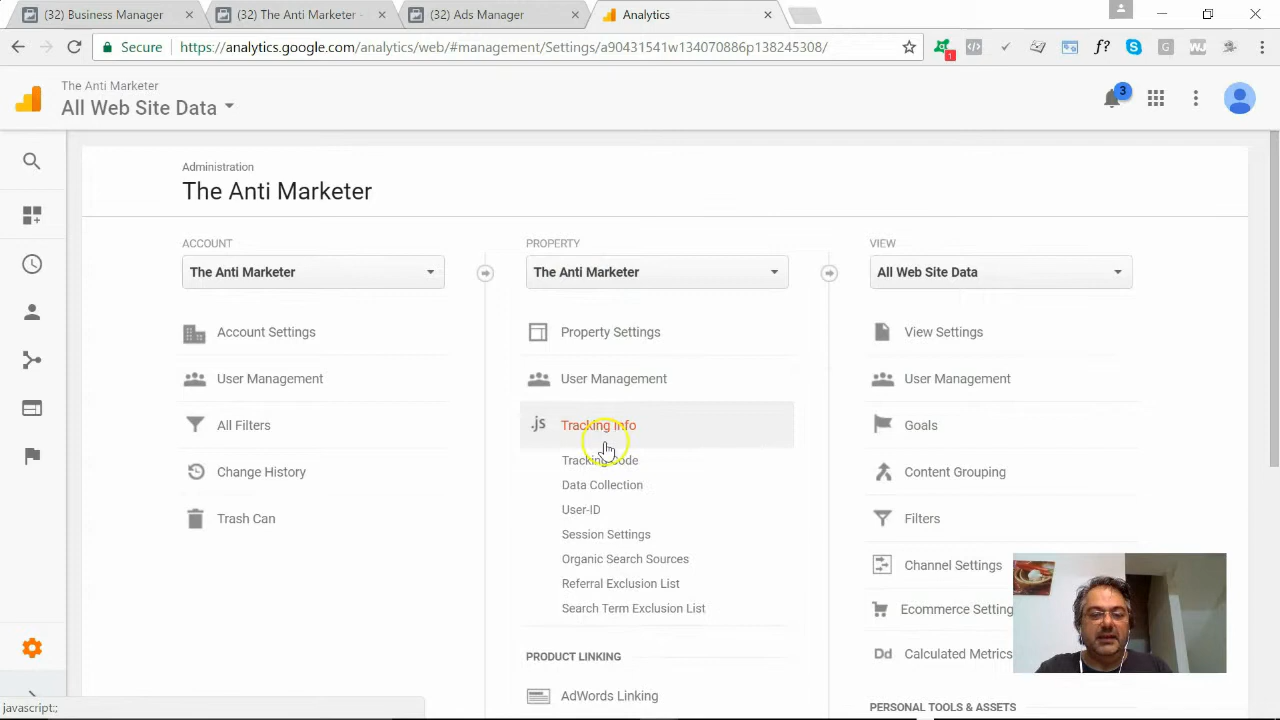 (32) Business Manager
(32) The Anti Marketer -
(32) Ads Manager
Analytics
Secure
https://analytics.google.com/analytics/web/#management/Settings/a90431541w134070886p138245308/
1
f?
G
WJ
The Anti Marketer
All Web Site Data
3
Administration
The Anti Marketer
ACCOUNT
PROPERTY
VIEW
The Anti Marketer
The Anti Marketer
All Web Site Data
Account Settings
Property Settings
View Settings
User Management
User Management
User Management
All Filters
.js
Tracking Info
Goals
Tracking Code
Change History
Content Grouping
Data Collection
User-ID
Trash Can
Filters
Session Settings
Organic Search Sources
Channel Settings
Referral Exclusion List
Search Term Exclusion List
Ecommerce Setting
PRODUCT LINKING
Dd
Calculated Metrics
AdWords Linking
PERSONAL TOOLS & ASSETS
javascript:;